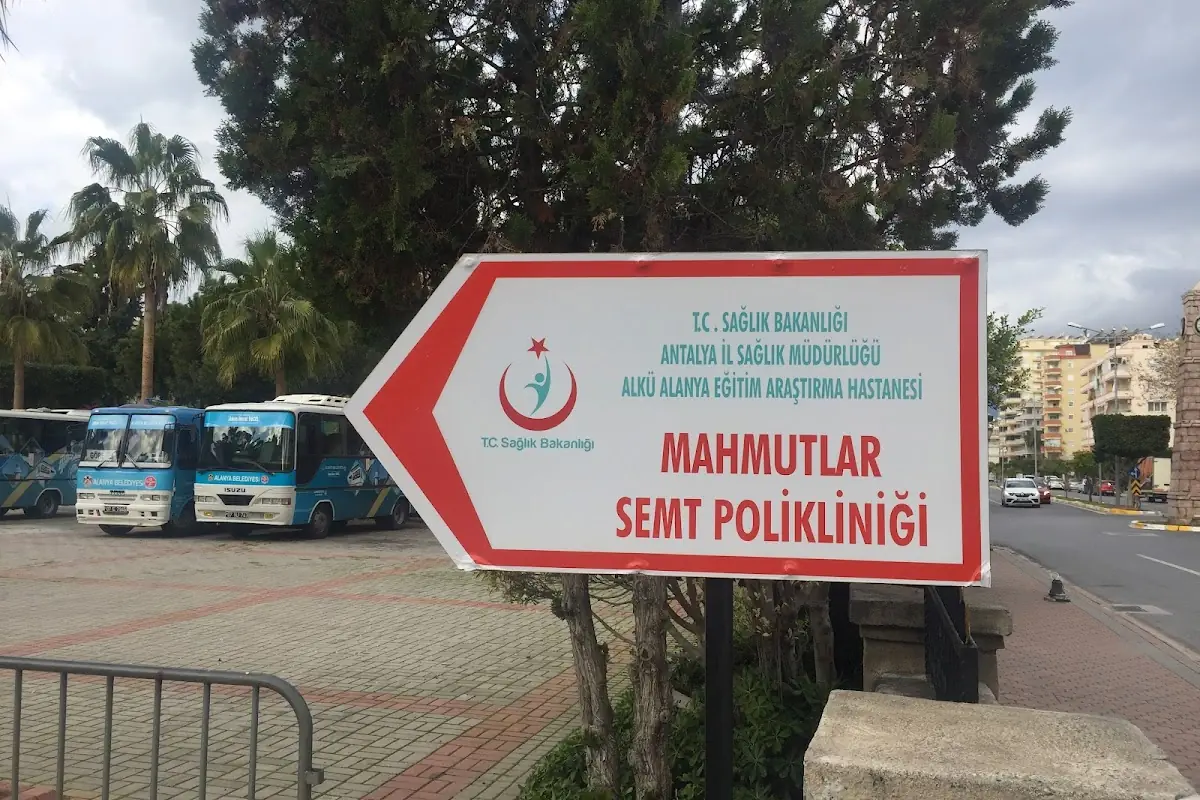 T.C. SAĞLIK BAKANLIĞI
ANTALYA İL SAĞLIK MÜDÜRLÜĞÜ
ALKÜ ALANYA EĞİTİM ARAŞTIRMA HASTANESİ
T.C. Sağlık Bakanlığı
MAHMUTLAR
SEMT POLİKLİNİĞİ
ALANYA BELEDİYESİ
ALANYA BELEDİYESİ
ISUZU